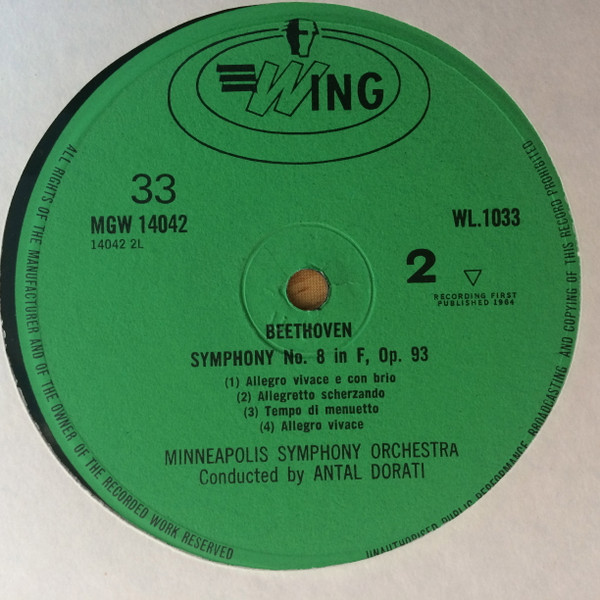 WING
33
MGW 14042
14042 2L
WL.1033
2
RECORDING FIRST
PUBLISHED 1964
BEETHOVEN
SYMPHONY No. 8 in F, Op. 93
(1) Allegro vivace e con brio
(2) Allegretto scherzando
(3) Tempo di menuetto
(4) Allegro vivace
MINNEAPOLIS SYMPHONY ORCHESTRA
Conducted by ANTAL DORATI
ALL RIGHTS OF THE MANUFACTURER AND OF THE OWNER OF THE RECORDED WORK RESERVED
UNAUTHORISED PUBLIC PERFORMANCE BROADCASTING AND COPYING OF THIS RECORD PROHIBITED